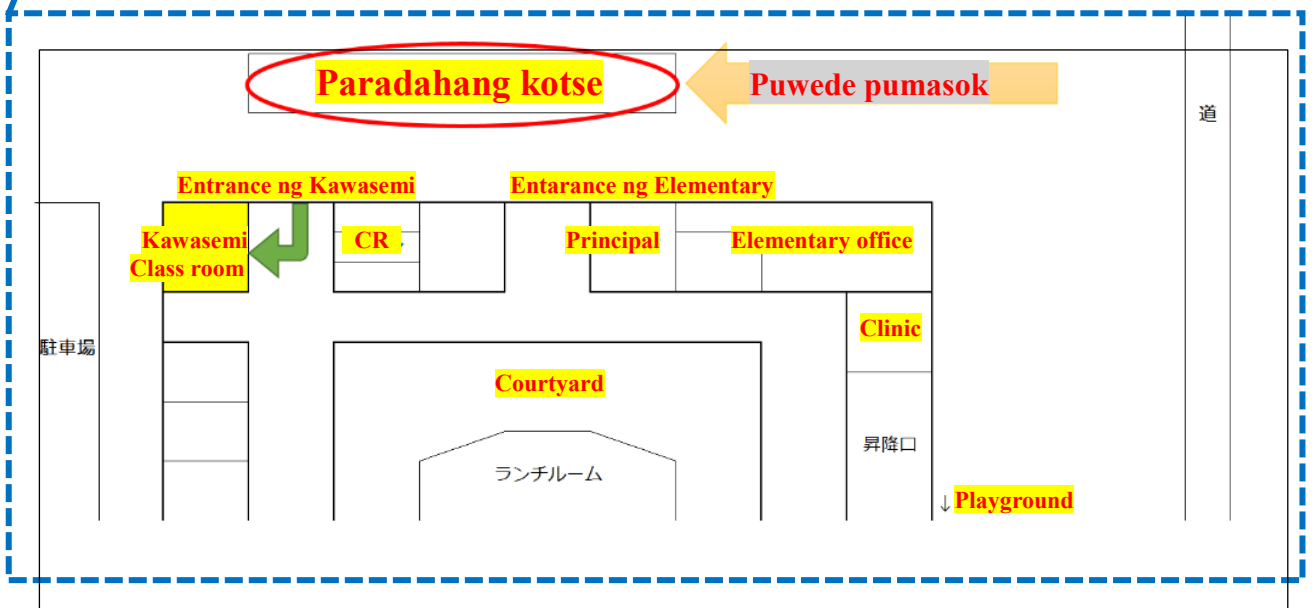 Paradahang kotse
Puwede pumasok
道
Entrance ng Kawasemi
Entarance ng Elementary
Kawasemi
Class room
CR
Principal
Elementary office
Clinic
駐車場
Courtyard
昇降口
ランチルーム
↓Playground